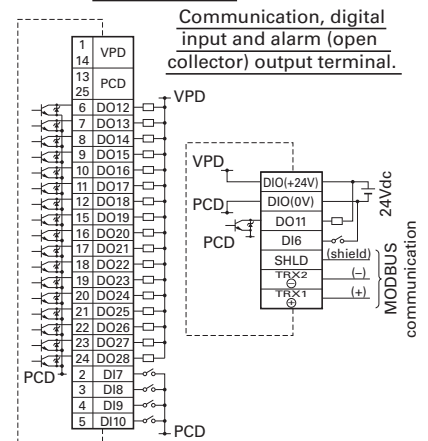 Communication, digital
input and alarm (open
collector) output terminal.
1
14 VPD
13
25 PCD
VPD
6 DO12
7 DO13
8 DO14
9 DO15
10 DO16
11 DO17
12 DO18
15 DO19
16 DO20
17 DO21
18 DO22
19 DO23
20 DO24
21 DO25
22 DO26
23 DO27
24 DO28
PCD
2 DI7
3 DI8
4 DI9
5 DI10
PCD
VPD
DIO(+24V)
PCD
DIO(0V)
24Vdc
DO11
PCD
DI6
SHLD (shield)
TRX2 ⊖ (−)
TRX1 ⊕ (+)
MODBUS
communication